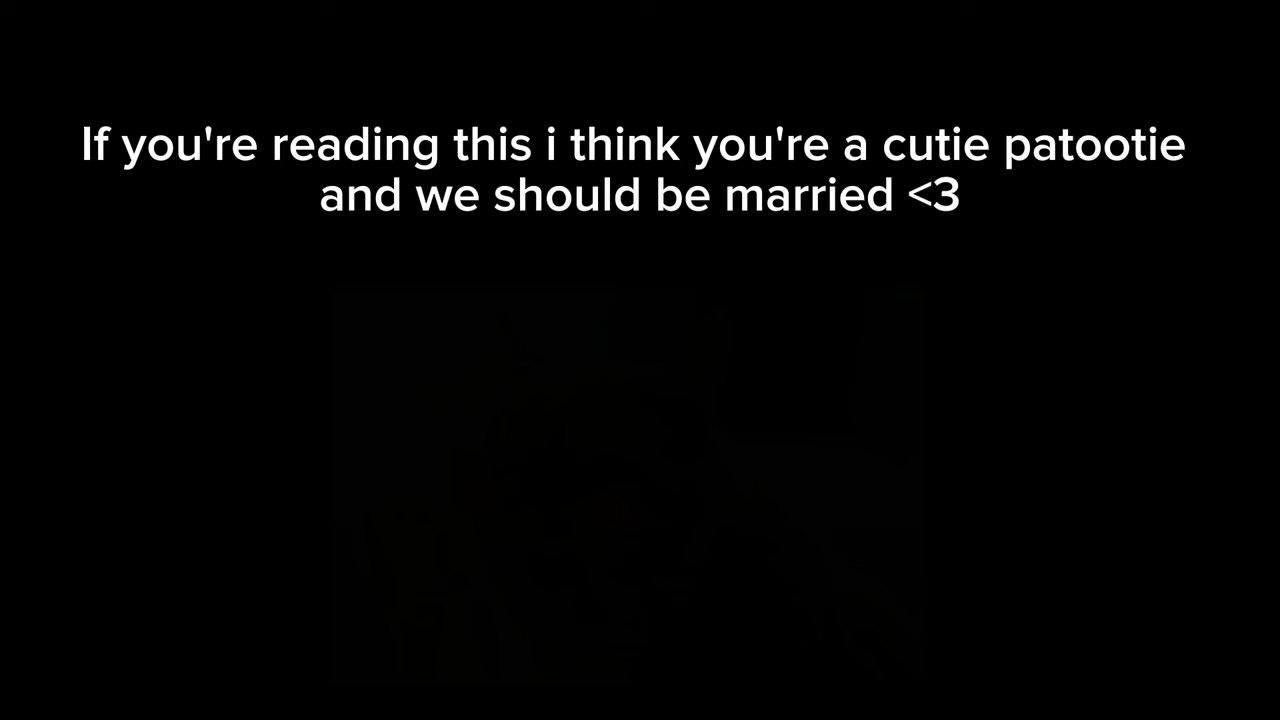 If you're reading this i think you're a cutie patootie
and we should be married <3